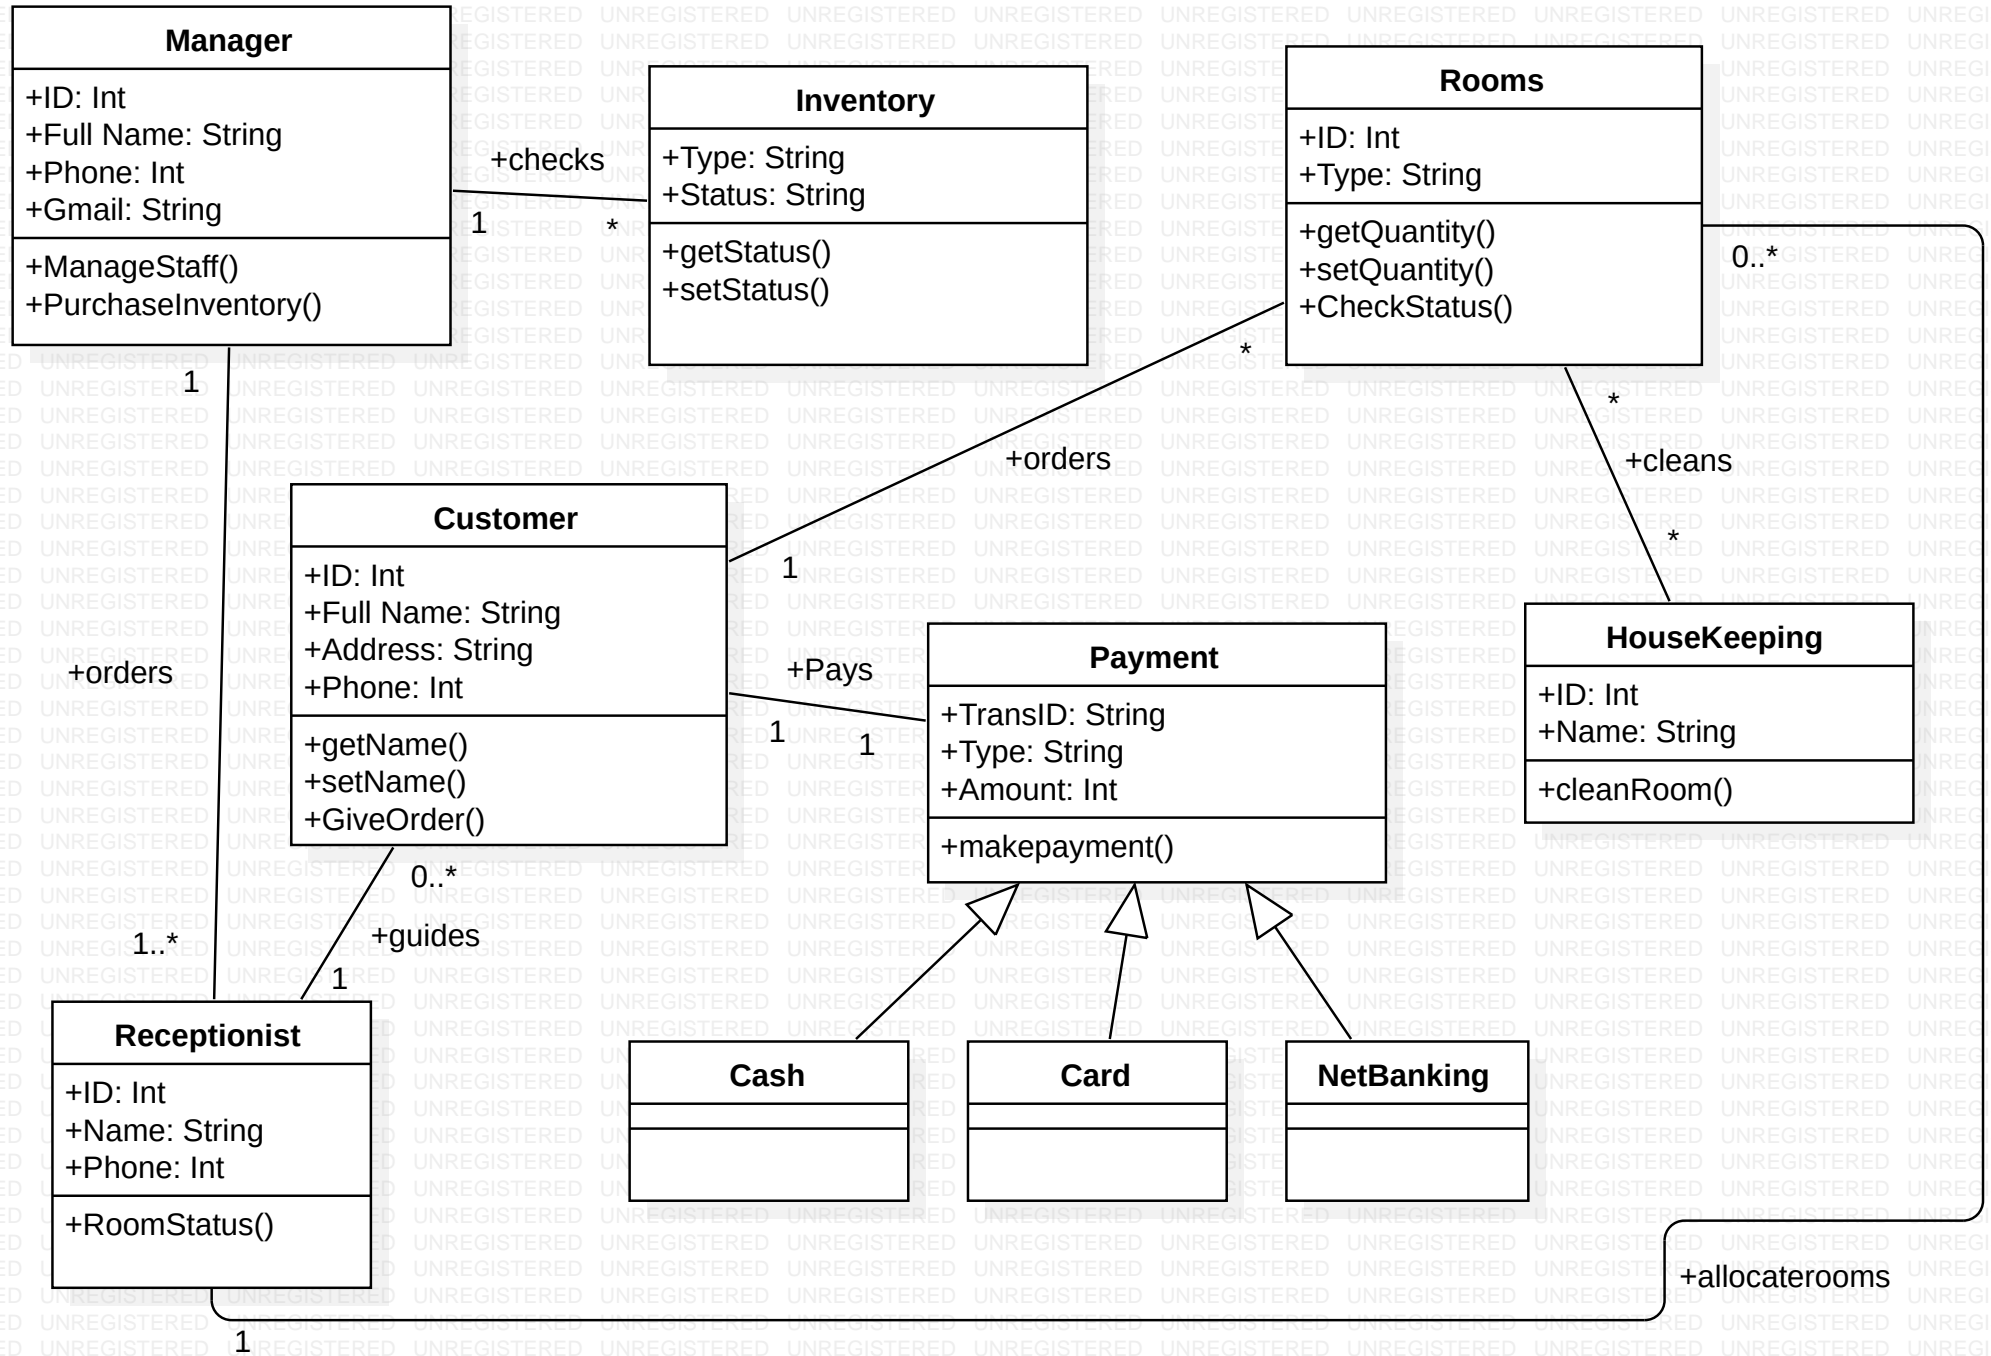 Manager
+ID: Int
+Full Name: String
+Phone: Int
+Gmail: String
+ManageStaff()
+PurchaseInventory()
+checks
1
*
Inventory
+Type: String
+Status: String
+getStatus()
+setStatus()
Rooms
+ID: Int
+Type: String
+getQuantity()
+setQuantity()
+CheckStatus()
0..*
*
+orders
1
*
+cleans
*
1
+orders
1..*
Customer
+ID: Int
+Full Name: String
+Address: String
+Phone: Int
+getName()
+setName()
+GiveOrder()
+Pays
1
1
Payment
+TransID: String
+Type: String
+Amount: Int
+makepayment()
HouseKeeping
+ID: Int
+Name: String
+cleanRoom()
0..*
+guides
1
Receptionist
+ID: Int
+Name: String
+Phone: Int
+RoomStatus()
Cash
Card
NetBanking
+allocaterooms
1
UNREGISTERED